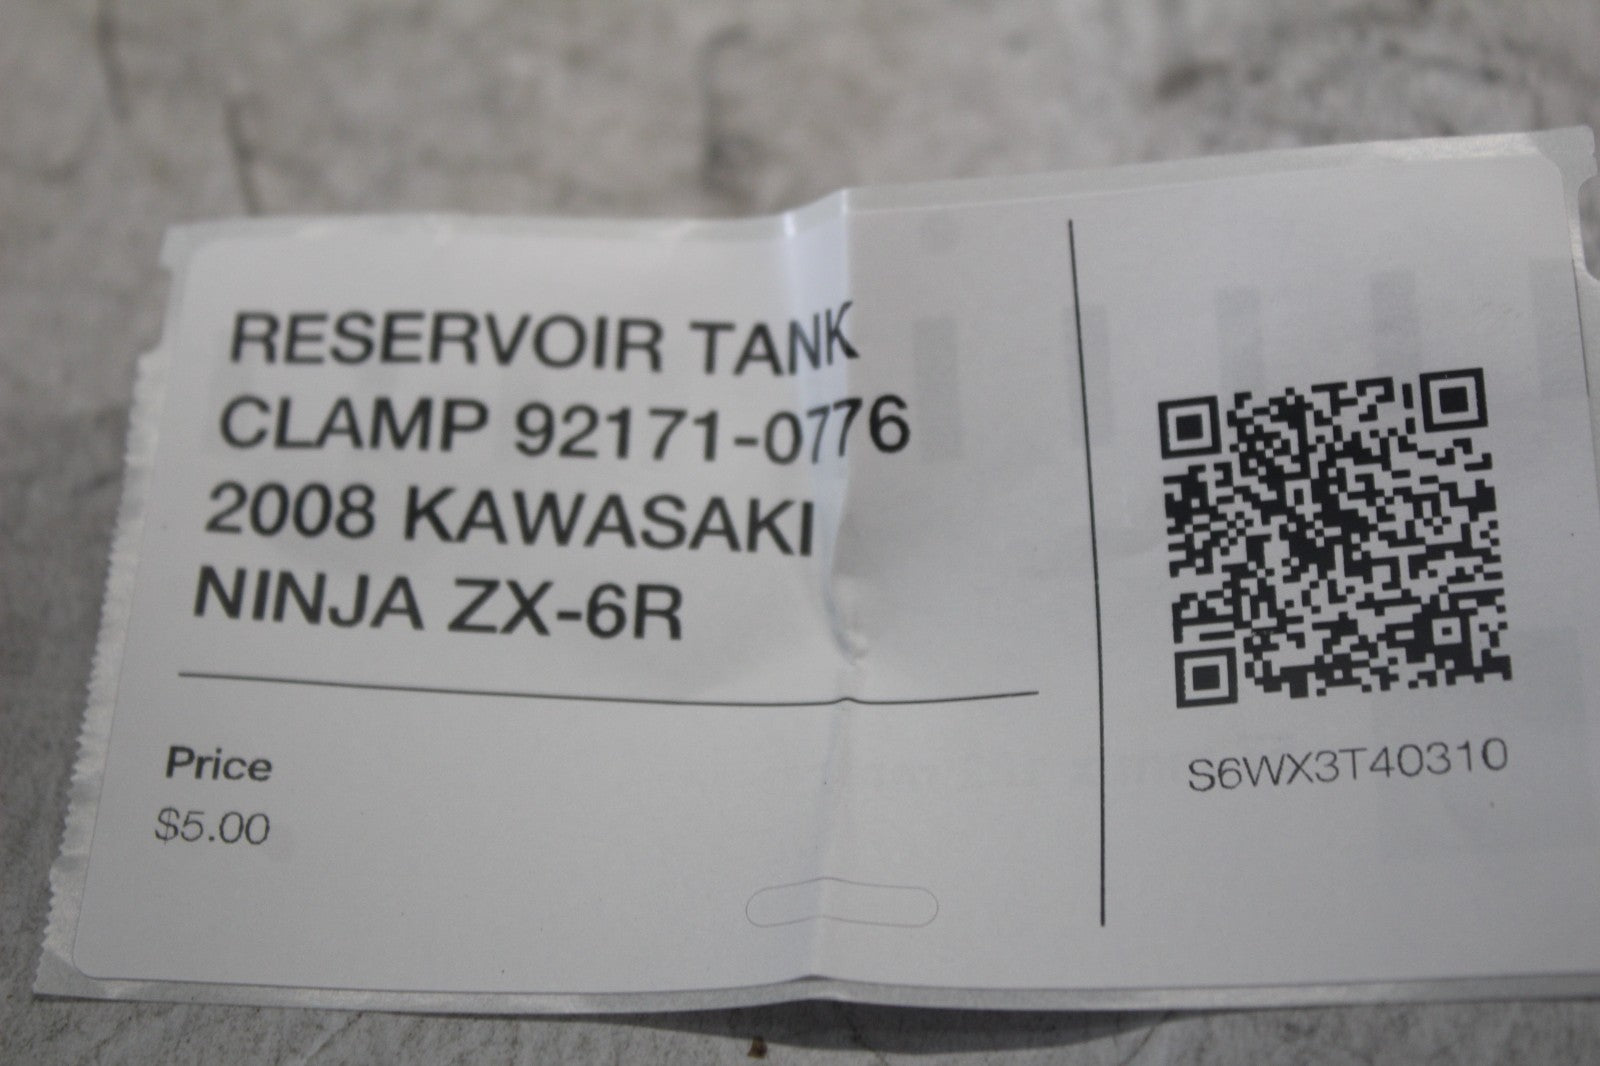 RESERVOIR TANK
CLAMP 92171-0776
2008 KAWASAKI
NINJA ZX-6R
Price
$5.00
S6WX3T40310